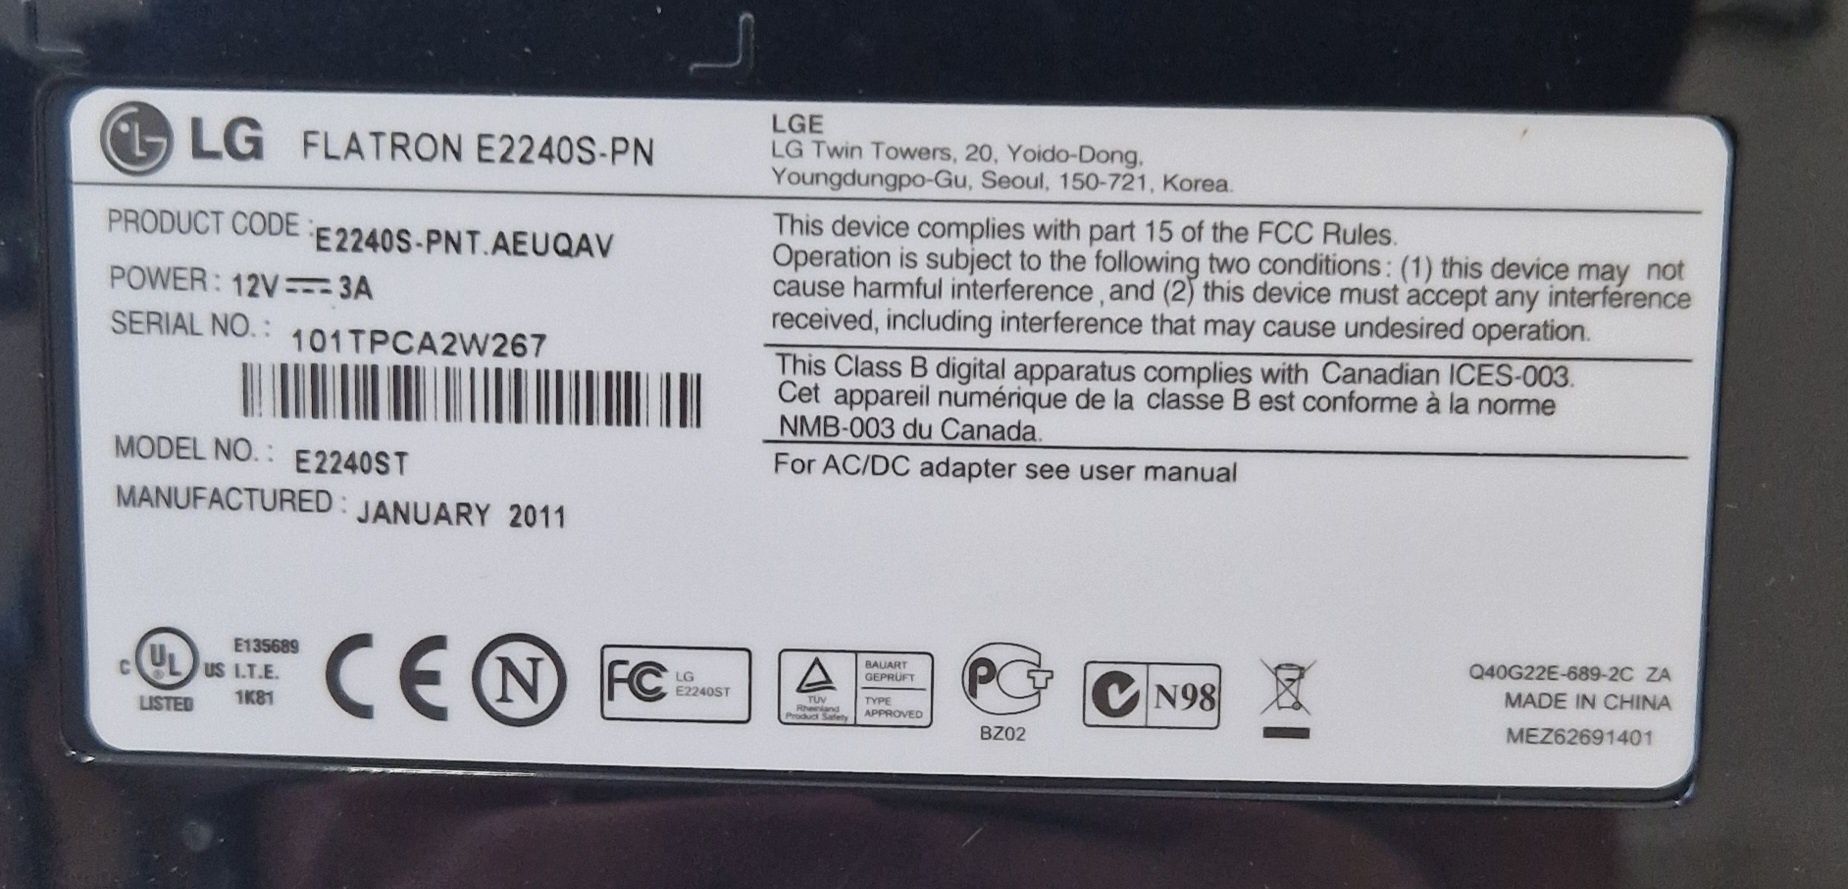 LG FLATRON E2240S-PN
LGE
LG Twin Towers, 20, Yoido-Dong,
Youngdungpo-Gu, Seoul, 150-721, Korea.
PRODUCT CODE : E2240S-PNT.AEUQAV
POWER : 12V 3A
SERIAL NO. : 101TPCA2W267
MODEL NO. : E2240ST
MANUFACTURED : JANUARY 2011
This device complies with part 15 of the FCC Rules.
Operation is subject to the following two conditions : (1) this device may not
cause harmful interference , and (2) this device must accept any interference
received, including interference that may cause undesired operation.
This Class B digital apparatus complies with Canadian ICES-003.
Cet appareil numérique de la classe B est conforme à la norme
NMB-003 du Canada.
For AC/DC adapter see user manual
C UL US
LISTED
E135689
I.T.E.
1K81
CE
N
FC LG
E2240ST
TÜV
Rheinland
Product Safety
BAUART
GEPRÜFT
TYPE
APPROVED
PCT
BZ02
N98
Q40G22E-689-2C ZA
MADE IN CHINA
MEZ62691401